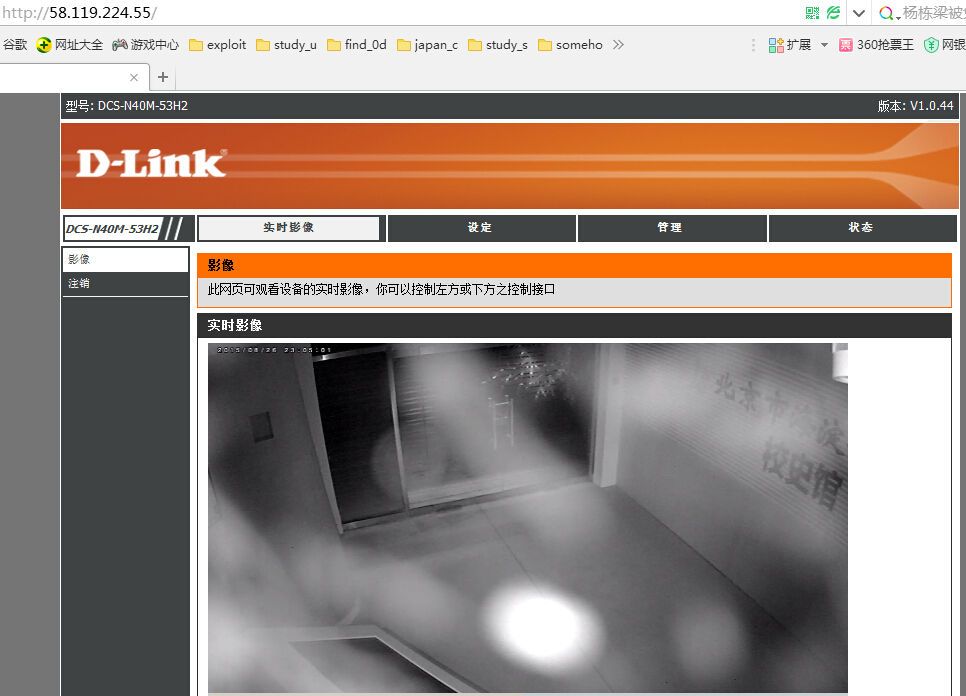 http://58.119.224.55/
杨栋梁被
谷歌 网址大全 游戏中心 exploit study_u find_0d japan_c study_s someho 扩展 360抢票王 网银
型号: DCS-N40M-53H2 版本: V1.0.44
D-Link
DCS-N40M-53H2 实时影像 设定 管理 状态
影像
注销
影像
此网页可观看设备的实时影像，你可以控制左方或下方之控制接口
实时影像
2015/08/26 23:05:01
北京市海淀
校史馆